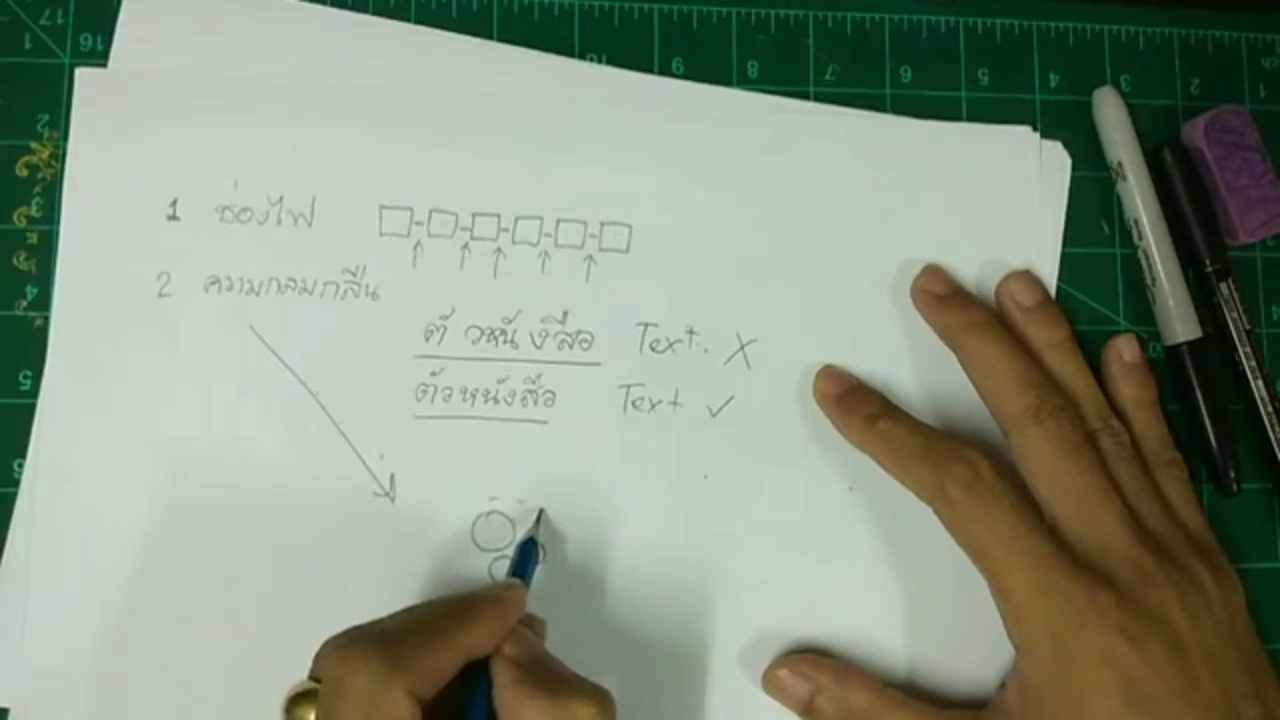 1 ช่องไฟ
2 ความกลมกลืน
ตั วหนั งสือ Text. X
ตัวหนังสือ Text ✓